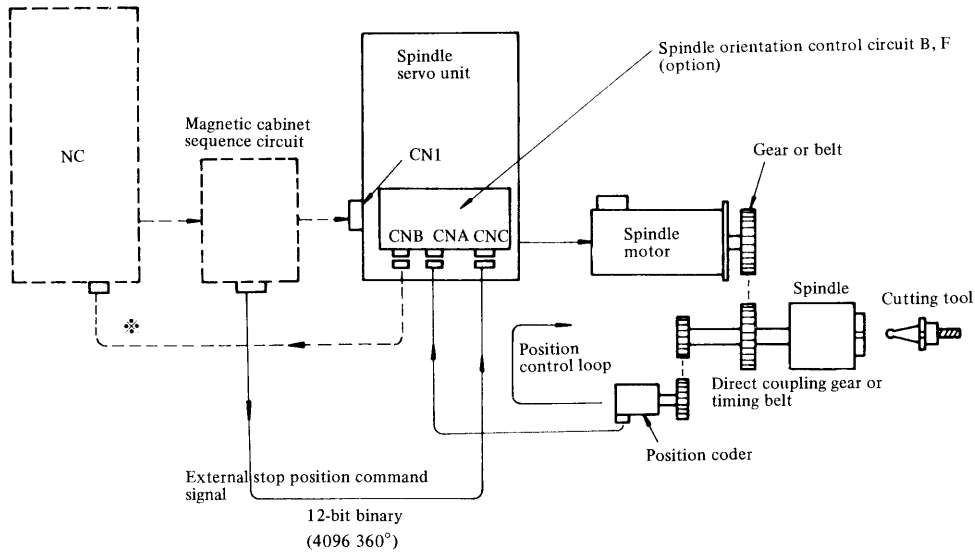 Spindle
servo unit
Spindle orientation control circuit B, F
(option)
Magnetic cabinet
sequence circuit
NC
CN1
Gear or belt
CNB CNA CNC
Spindle
motor
Spindle
Cutting tool
※
Position
control loop
Direct coupling gear or
timing belt
Position coder
External stop position command
signal
12-bit binary
(4096 360°)